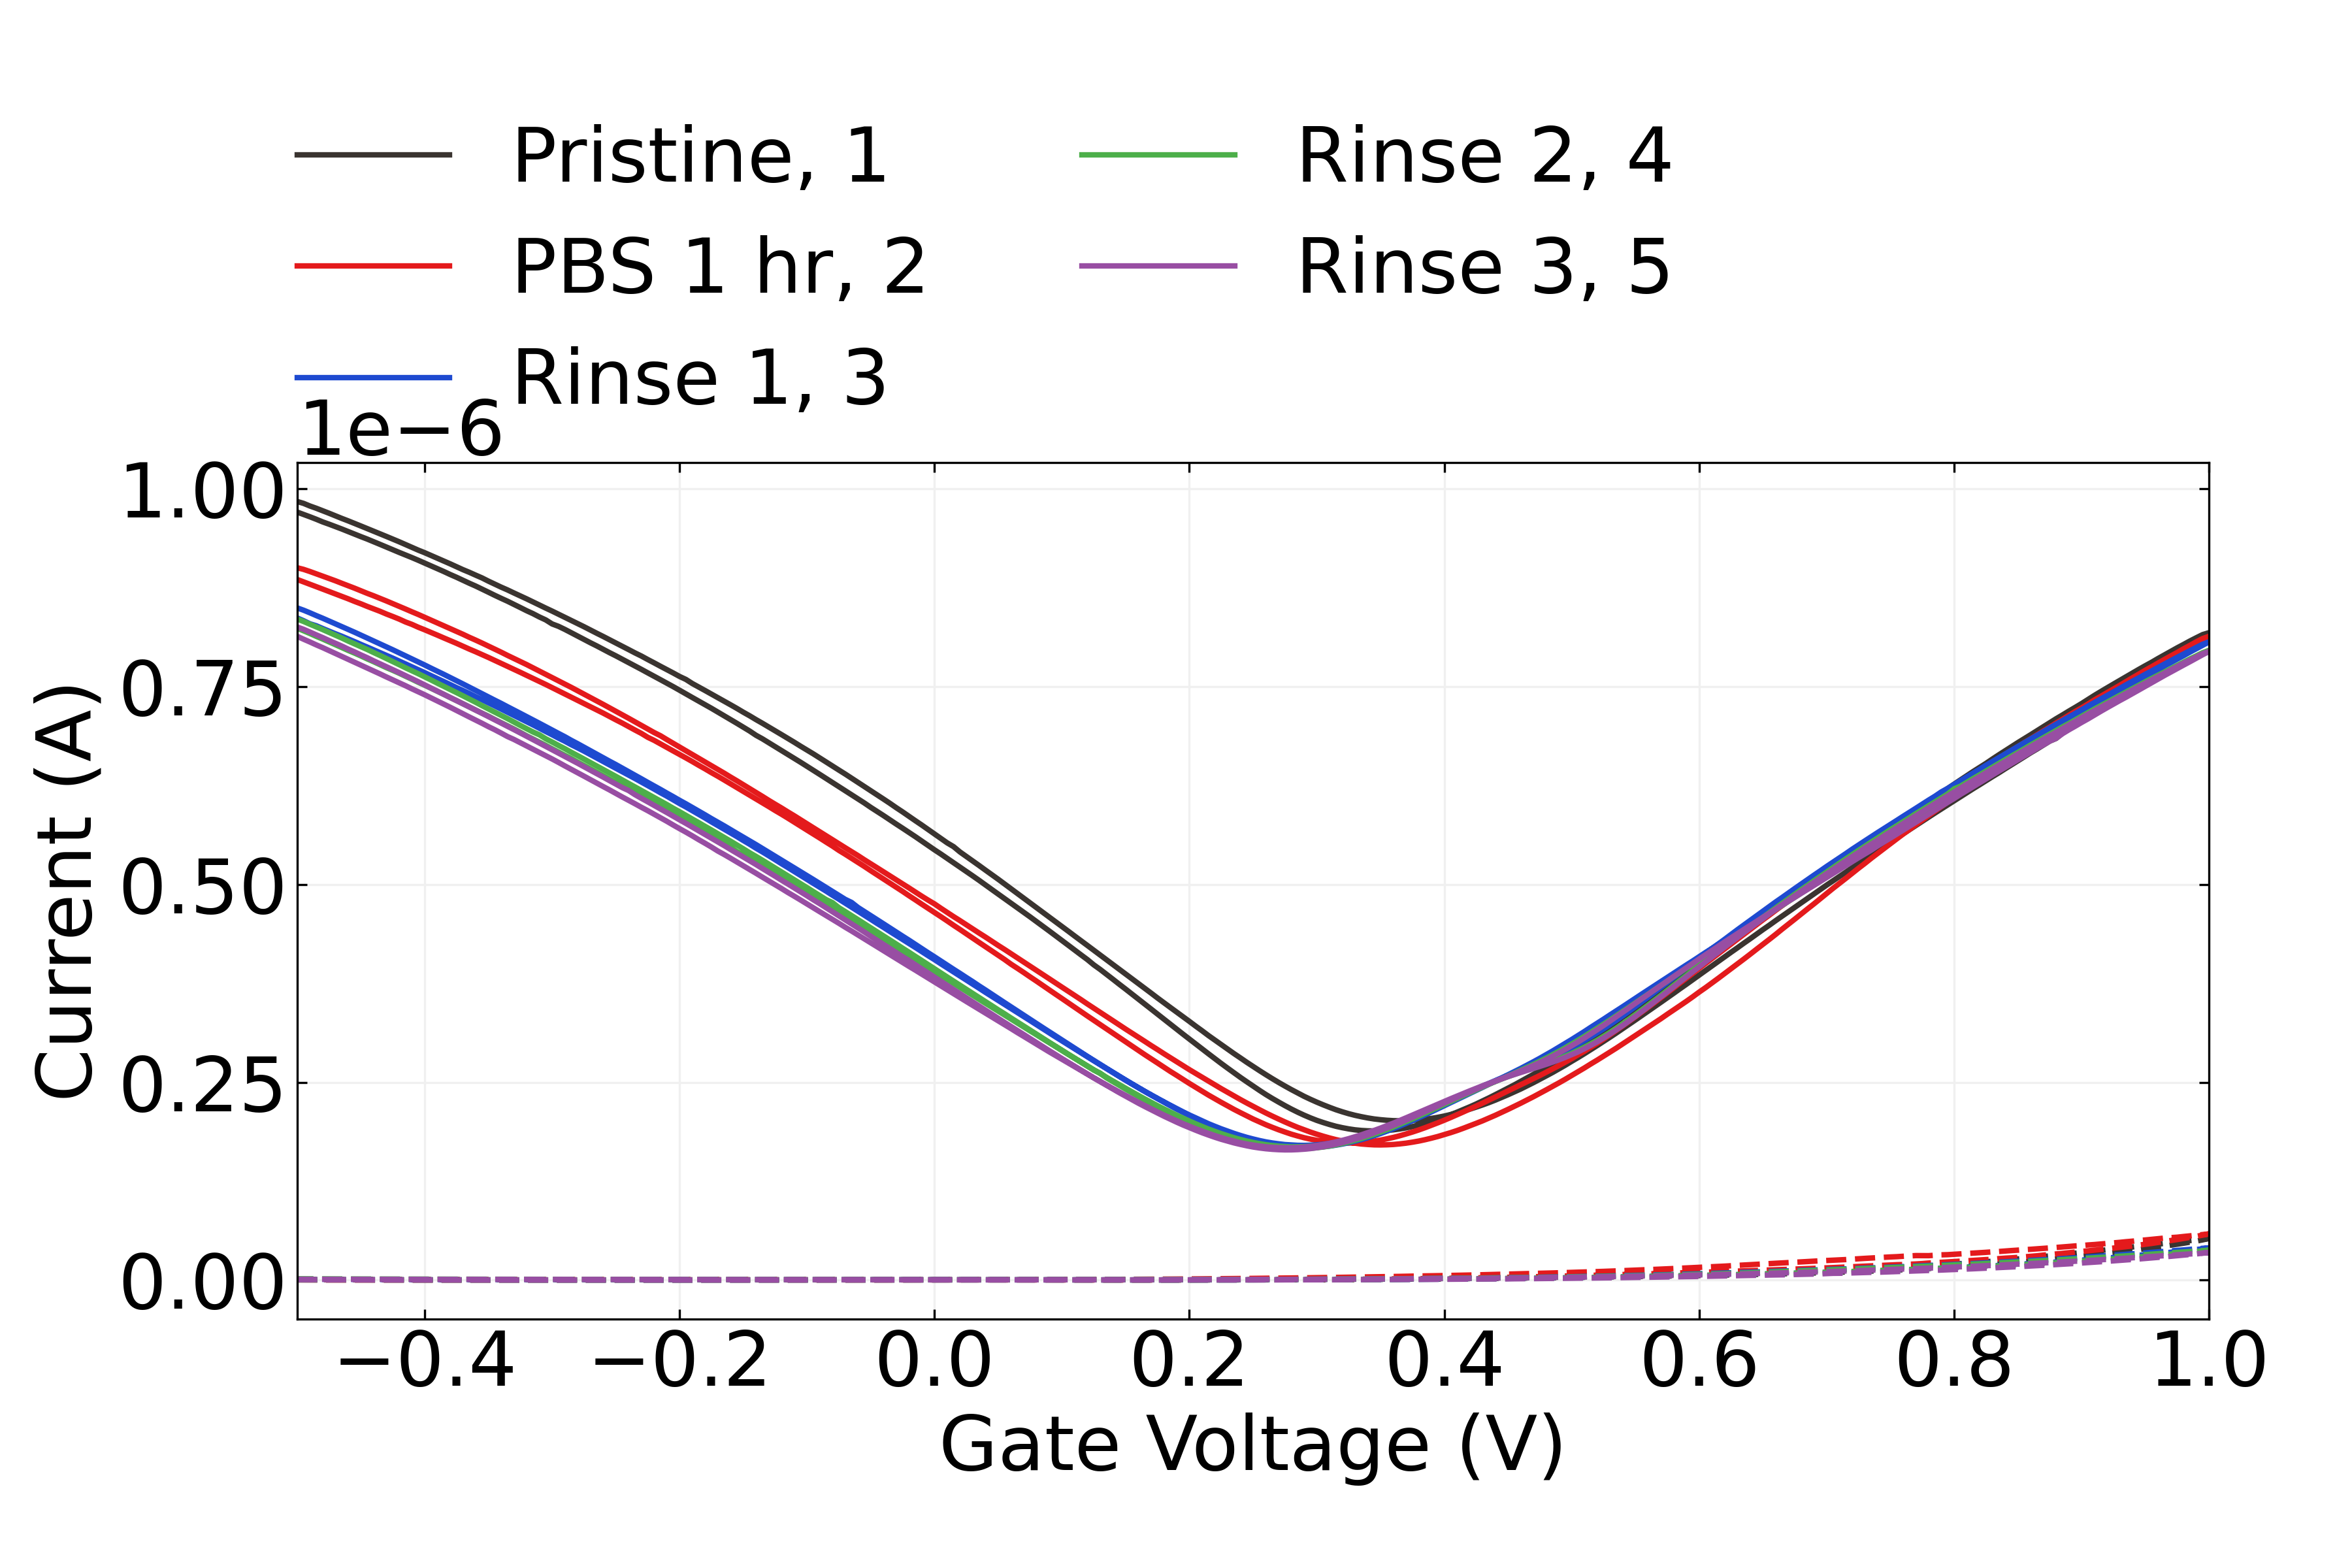 Pristine, 1
PBS 1 hr, 2
Rinse 1, 3
Rinse 2, 4
Rinse 3, 5
1e−6
1.00
0.75
0.50
0.25
0.00
Current (A)
−0.4 −0.2 0.0 0.2 0.4 0.6 0.8 1.0
Gate Voltage (V)